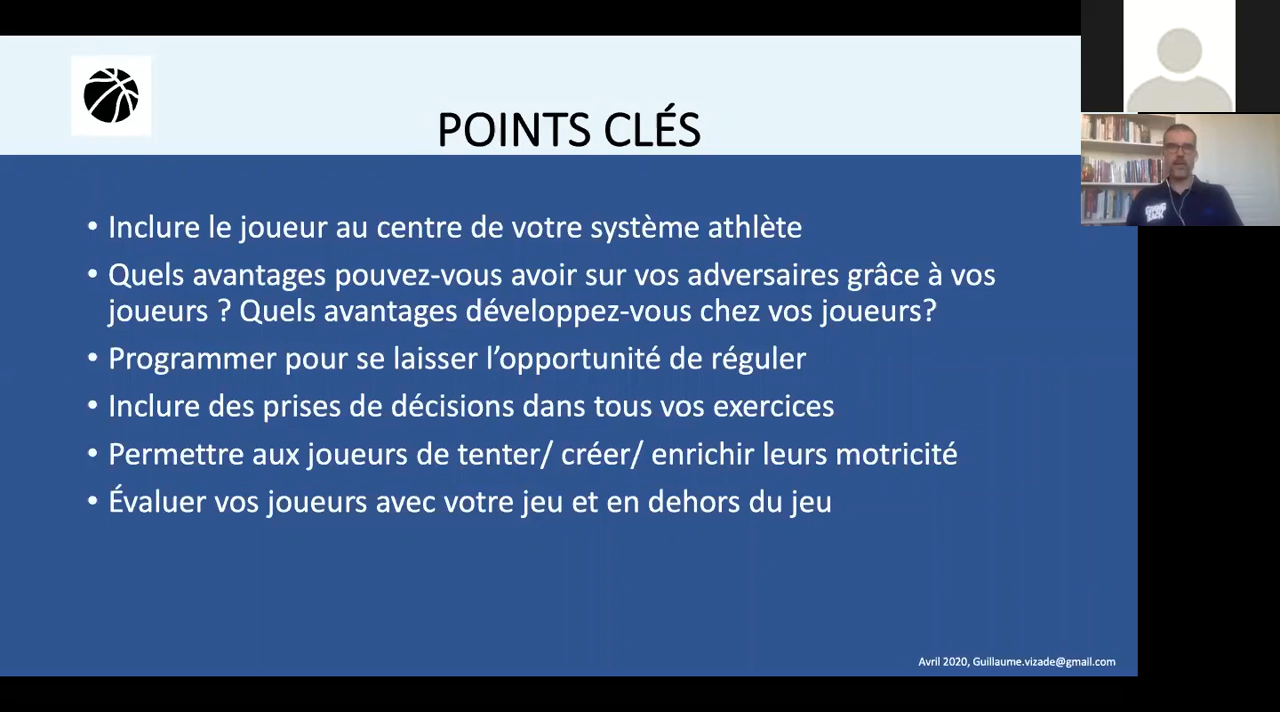 POINTS CLÉS
• Inclure le joueur au centre de votre système athlète
• Quels avantages pouvez-vous avoir sur vos adversaires grâce à vos
joueurs ? Quels avantages développez-vous chez vos joueurs?
• Programmer pour se laisser l’opportunité de réguler
• Inclure des prises de décisions dans tous vos exercices
• Permettre aux joueurs de tenter/ créer/ enrichir leurs motricité
• Évaluer vos joueurs avec votre jeu et en dehors du jeu
Avril 2020, Guillaume.vizade@gmail.com